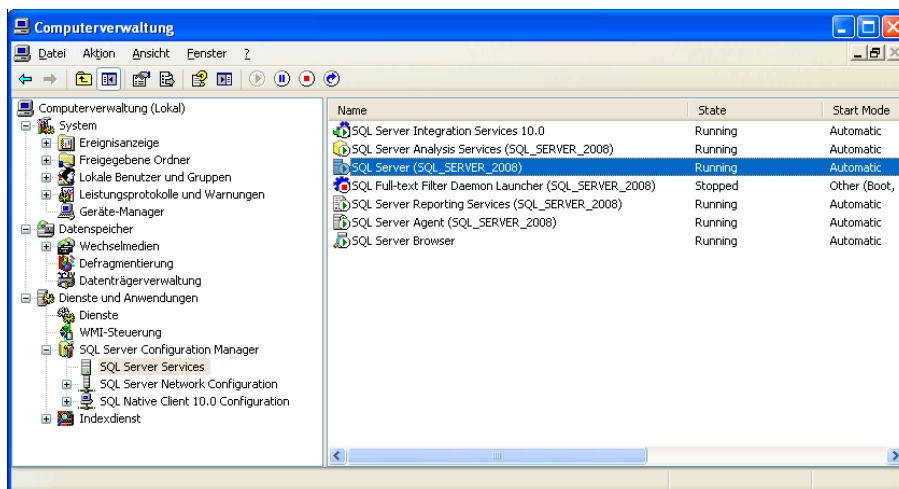 Computerverwaltung
Datei Aktion Ansicht Fenster ?
Computerverwaltung (Lokal)
System
Ereignisanzeige
Freigegebene Ordner
Lokale Benutzer und Gruppen
Leistungsprotokolle und Warnungen
Geräte-Manager
Datenspeicher
Wechselmedien
Defragmentierung
Datenträgerverwaltung
Dienste und Anwendungen
Dienste
WMI-Steuerung
SQL Server Configuration Manager
SQL Server Services
SQL Server Network Configuration
SQL Native Client 10.0 Configuration
Indexdienst
Name State Start Mode
SQL Server Integration Services 10.0 Running Automatic
SQL Server Analysis Services (SQL_SERVER_2008) Running Automatic
SQL Server (SQL_SERVER_2008) Running Automatic
SQL Full-text Filter Daemon Launcher (SQL_SERVER_2008) Stopped Other (Boot,
SQL Server Reporting Services (SQL_SERVER_2008) Running Automatic
SQL Server Agent (SQL_SERVER_2008) Running Automatic
SQL Server Browser Running Automatic